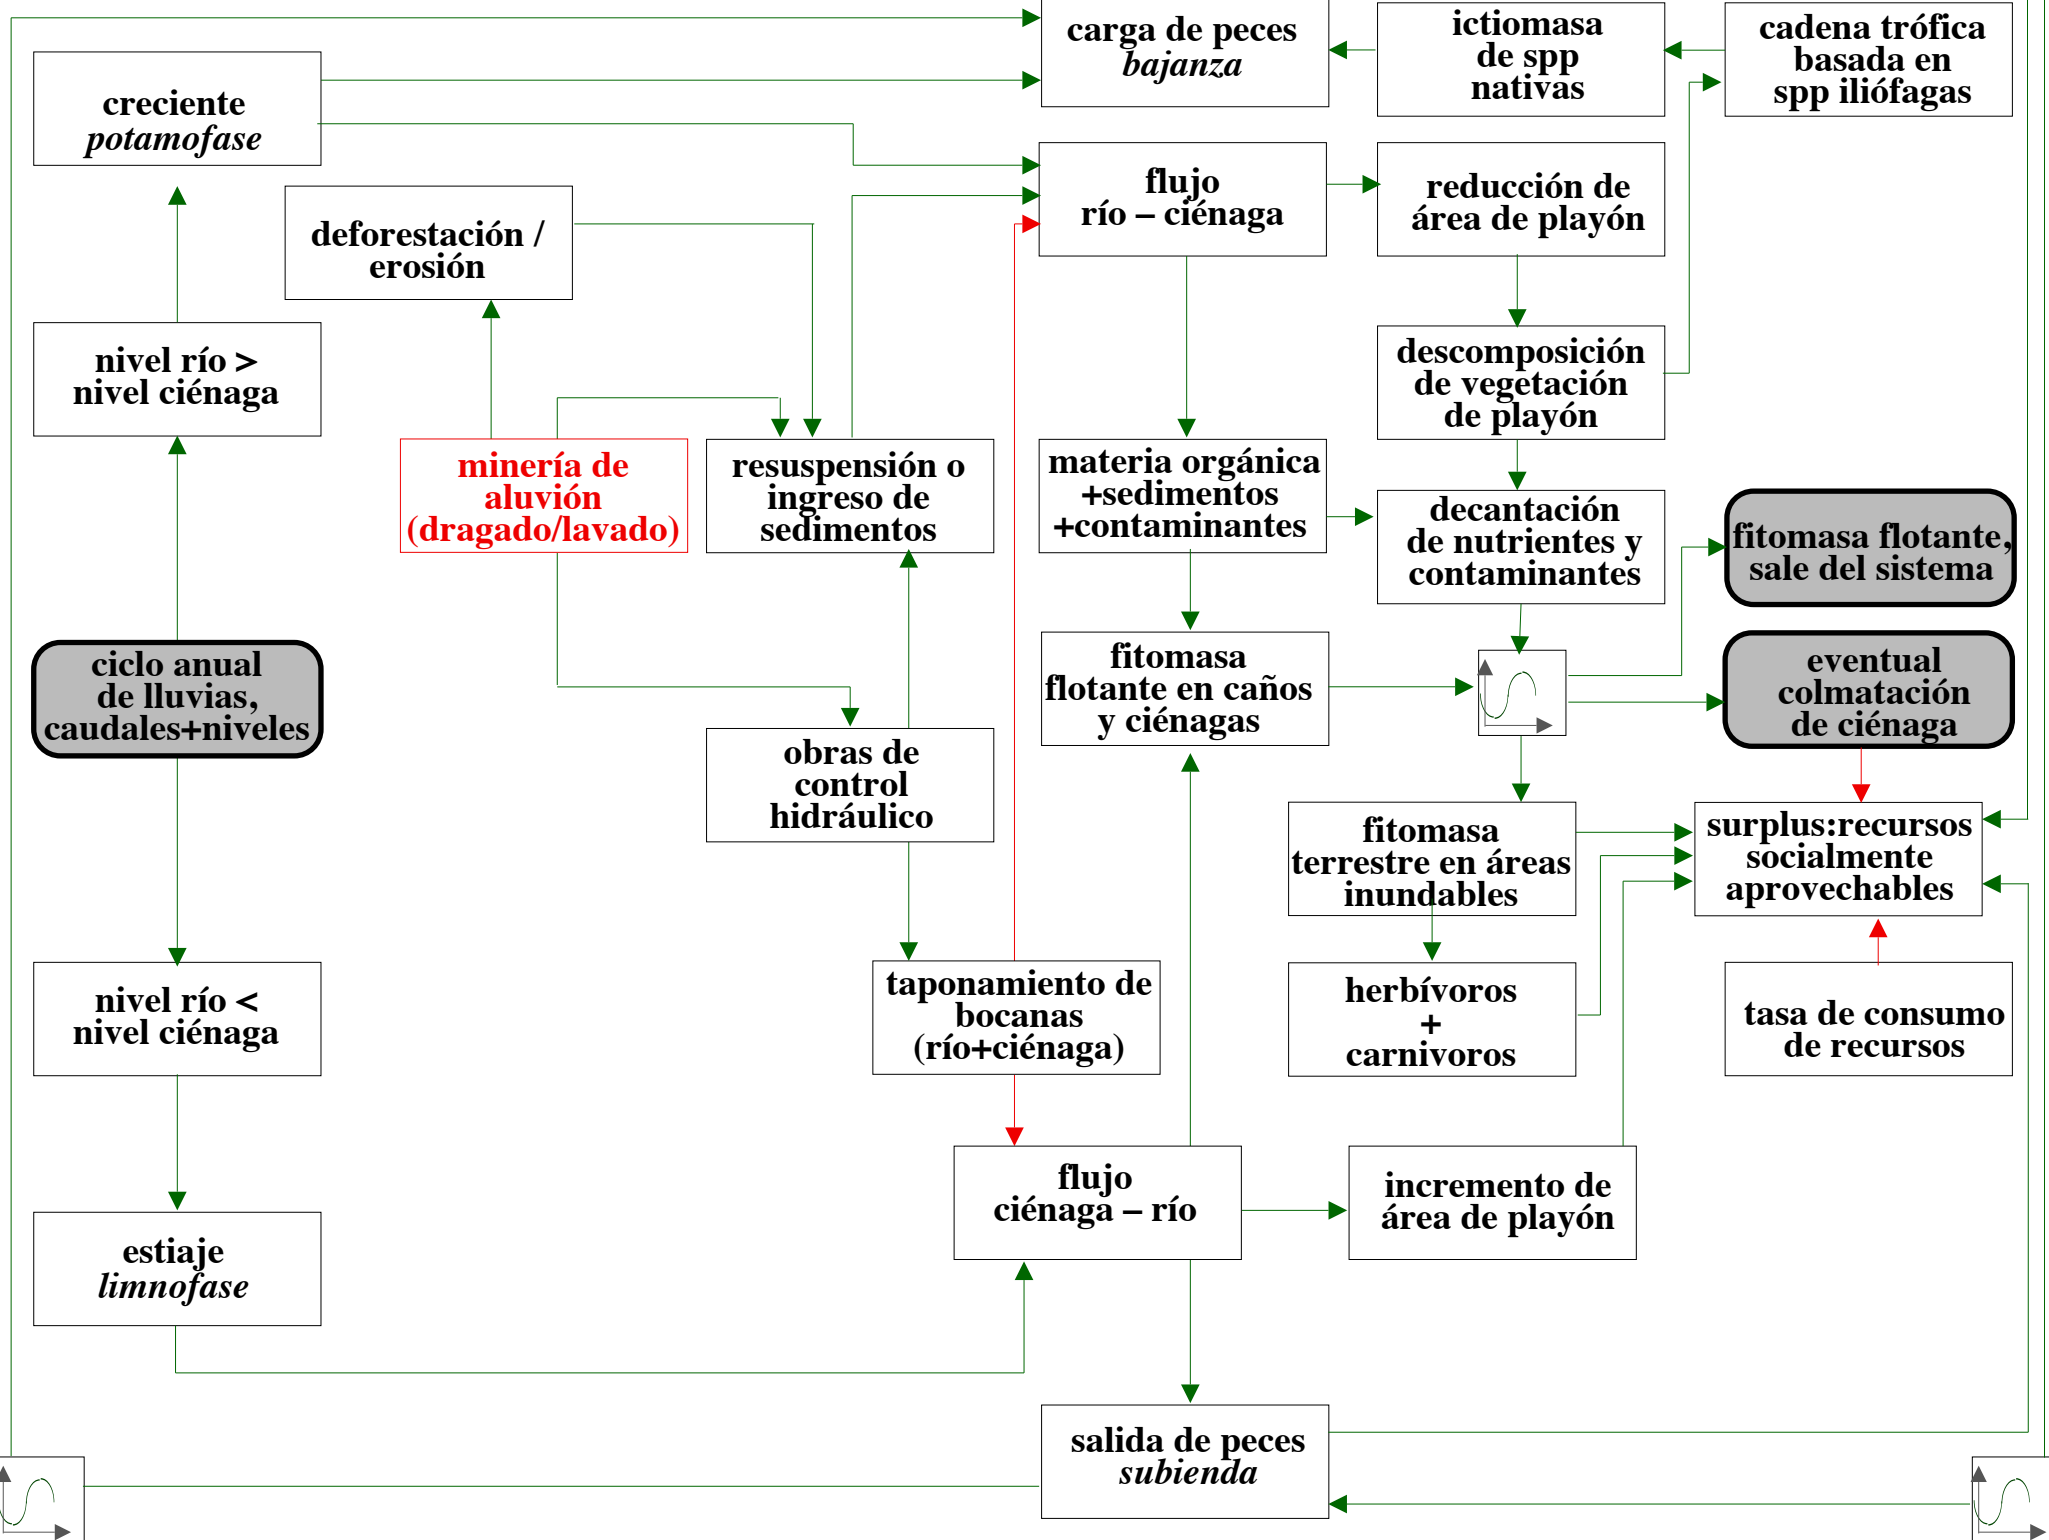 carga de peces
bajanza
ictiomasa
de spp
nativas
cadena trófica
basada en
spp iliófagas
creciente
potamofase
flujo
río – ciénaga
reducción de
área de playón
deforestación /
erosión
nivel río >
nivel ciénaga
descomposición
de vegetación
de playón
minería de
aluvión
(dragado/lavado)
resuspensión o
ingreso de
sedimentos
materia orgánica
+sedimentos
+contaminantes
decantación
de nutrientes y
contaminantes
fitomasa flotante,
sale del sistema
ciclo anual
de lluvias,
caudales+niveles
fitomasa
flotante en caños
y ciénagas
eventual
colmatación
de ciénaga
obras de
control
hidráulico
fitomasa
terrestre en áreas
inundables
surplus:recursos
socialmente
aprovechables
nivel río <
nivel ciénaga
taponamiento de
bocanas
(río+ciénaga)
herbívoros
+
carnivoros
tasa de consumo
de recursos
flujo
ciénaga – río
incremento de
área de playón
estiaje
limnofase
salida de peces
subienda